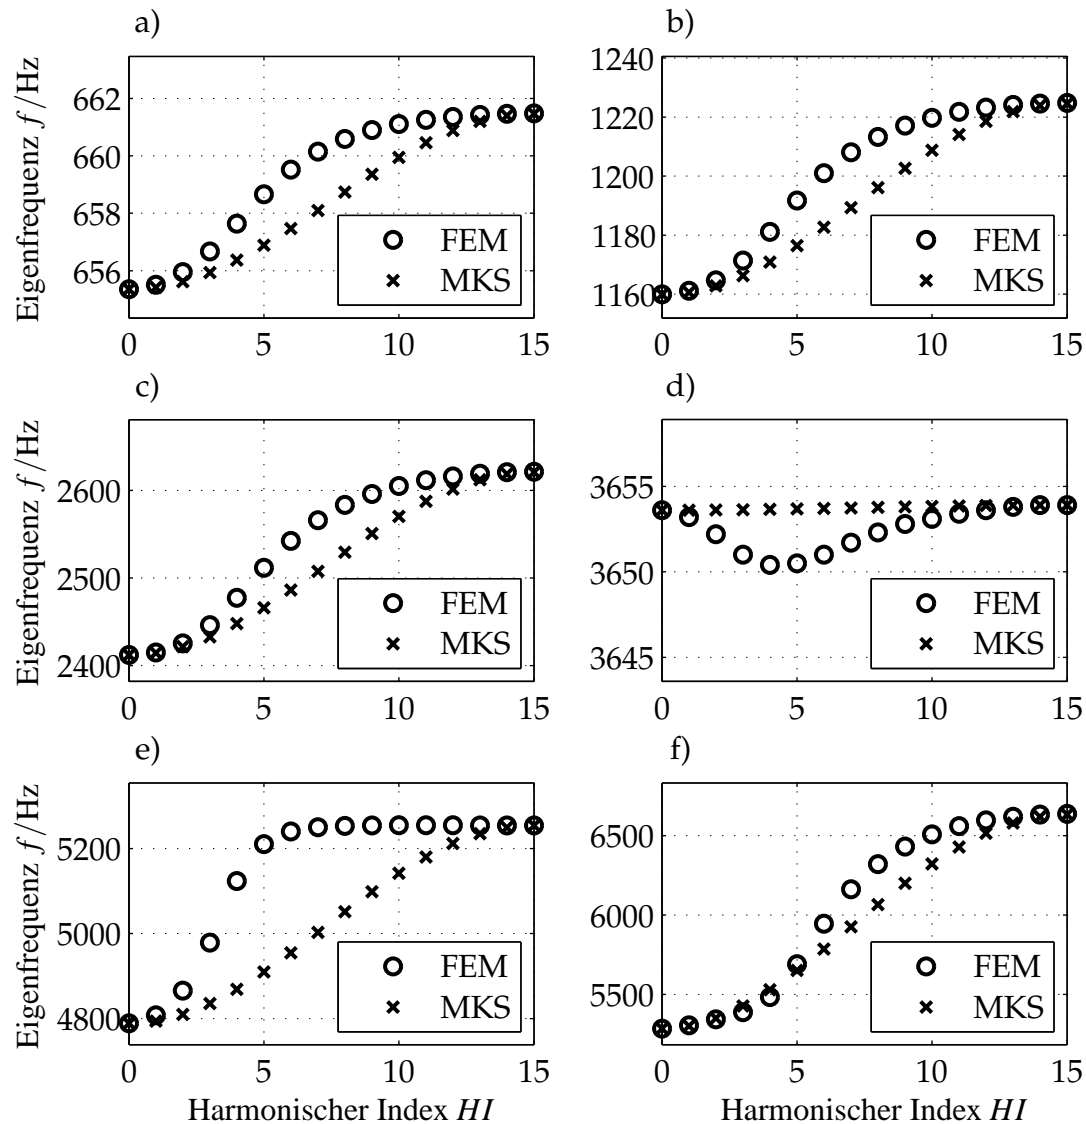 a)
Eigenfrequenz f /Hz
662
660
658
656
FEM
MKS
0 5 10 15
b)
1240
1220
1200
1180
1160
FEM
MKS
0 5 10 15
c)
Eigenfrequenz f /Hz
2600
2500
2400
FEM
MKS
0 5 10 15
d)
3655
3650
3645
FEM
MKS
0 5 10 15
e)
Eigenfrequenz f /Hz
5200
5000
4800
FEM
MKS
0 5 10 15
Harmonischer Index HI
f)
6500
6000
5500
FEM
MKS
0 5 10 15
Harmonischer Index HI